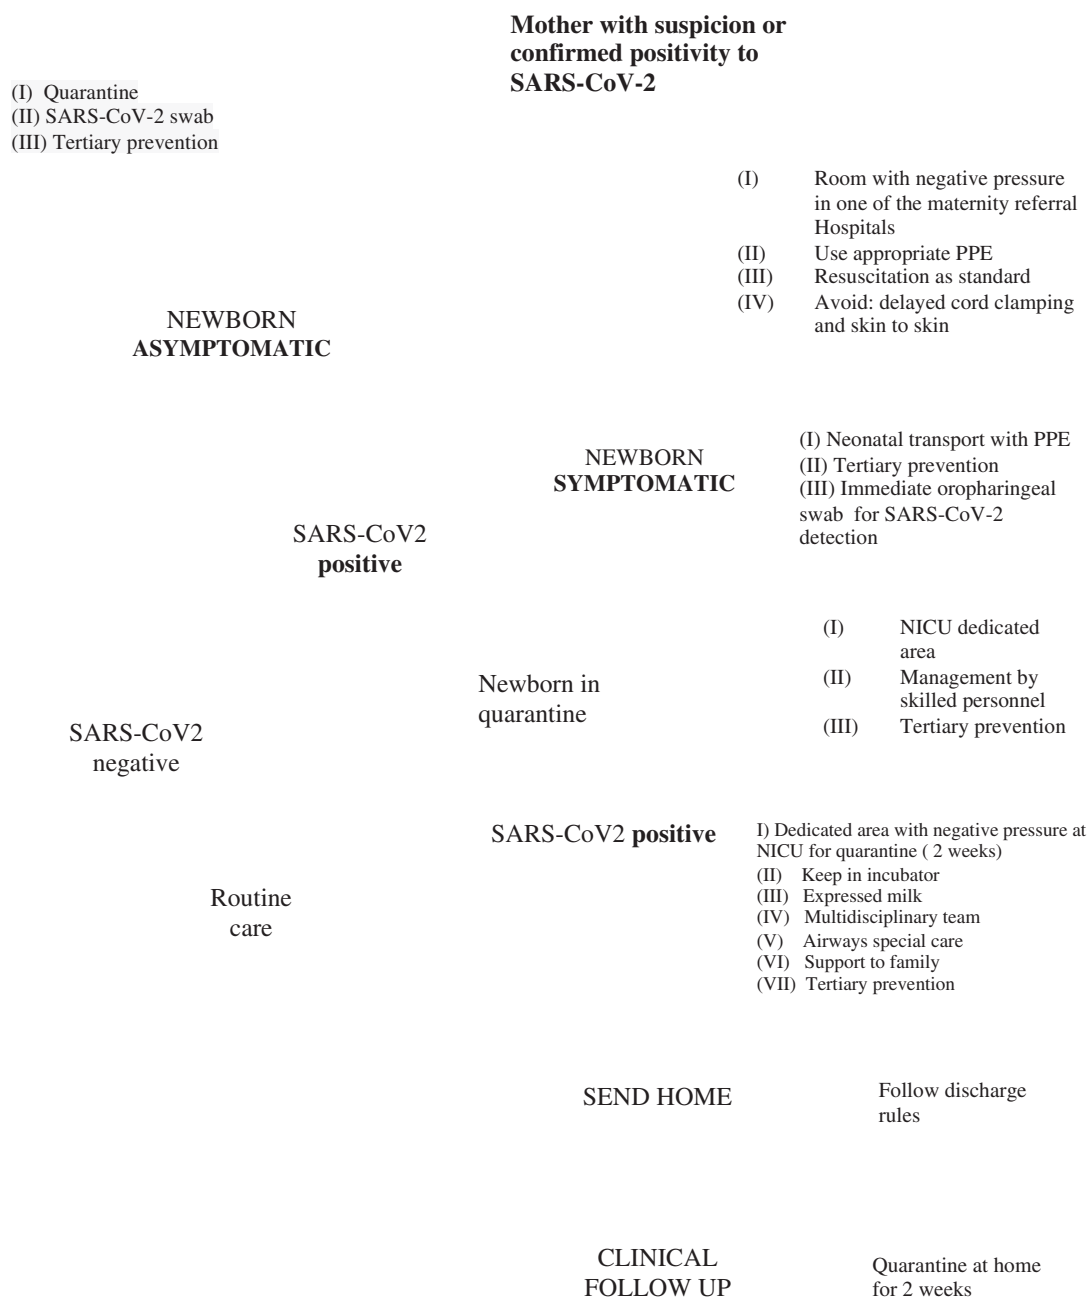 Mother with suspicion or
confirmed positivity to
SARS-CoV-2
(I) Quarantine
(II) SARS-CoV-2 swab
(III) Tertiary prevention
(I) Room with negative pressure
in one of the maternity referral
Hospitals
(II) Use appropriate PPE
(III) Resuscitation as standard
(IV) Avoid: delayed cord clamping
and skin to skin
NEWBORN
ASYMPTOMATIC
NEWBORN
SYMPTOMATIC
(I) Neonatal transport with PPE
(II) Tertiary prevention
(III) Immediate oropharingeal
swab for SARS-CoV-2
detection
SARS-CoV2
positive
(I) NICU dedicated
area
(II) Management by
skilled personnel
(III) Tertiary prevention
Newborn in
quarantine
SARS-CoV2
negative
SARS-CoV2 positive
I) Dedicated area with negative pressure at
NICU for quarantine ( 2 weeks)
(II) Keep in incubator
(III) Expressed milk
(IV) Multidisciplinary team
(V) Airways special care
(VI) Support to family
(VII) Tertiary prevention
Routine
care
SEND HOME
Follow discharge
rules
CLINICAL
FOLLOW UP
Quarantine at home
for 2 weeks